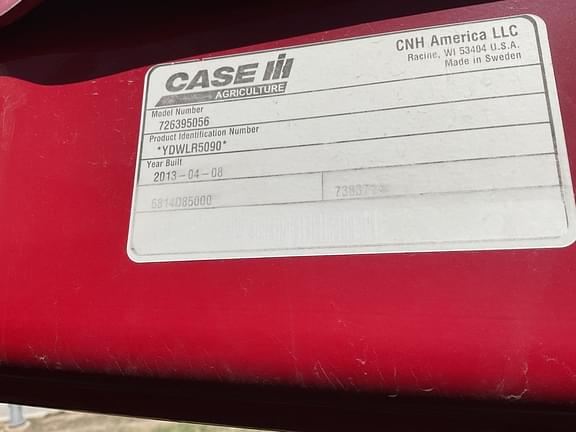 CASE IH
AGRICULTURE
CNH America LLC
Racine, WI 53404 U.S.A.
Made in Sweden
Model Number
726395056
Product Identification Number
*YDWLR5090*
Year Built
2013-04-08
6814085000